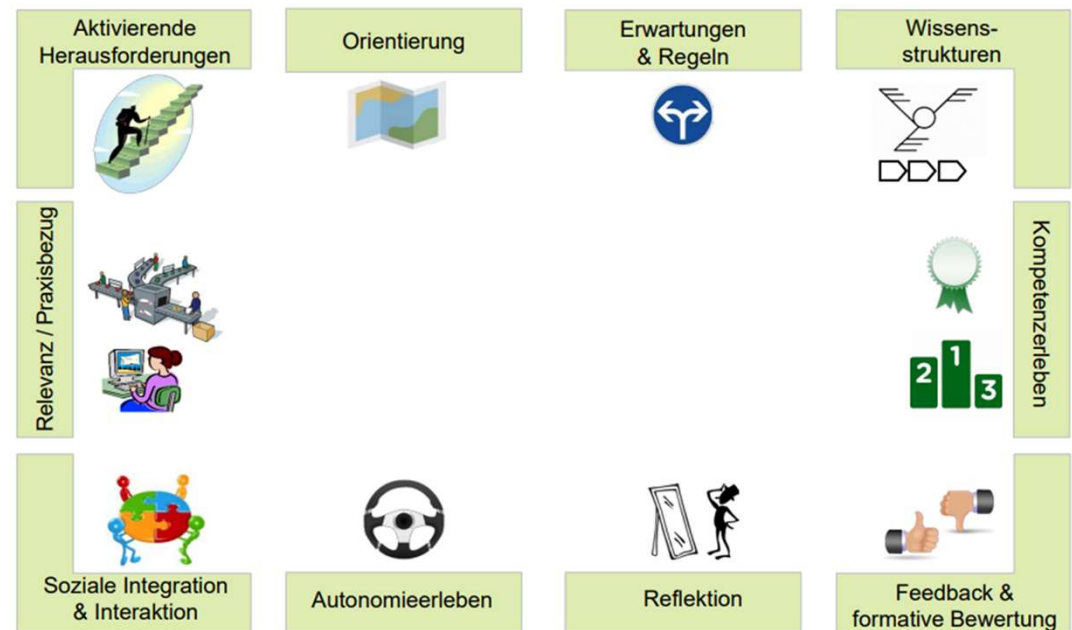 Aktivierende
Herausforderungen
Orientierung
Erwartungen
& Regeln
Wissens-
strukturen
Relevanz / Praxisbezug
Kompetenzerleben
2
1
3
Soziale Integration
& Interaktion
Autonomieerleben
Reflektion
Feedback &
formative Bewertung